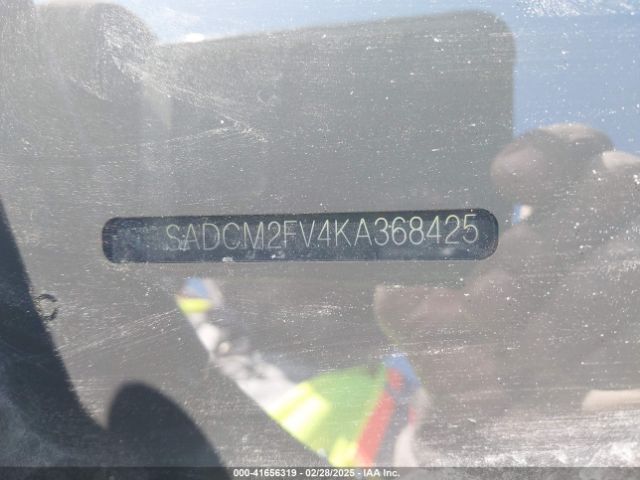 SADCM2FV4KA368425
000-41656319 | 02/28/2025 | IAA Inc.